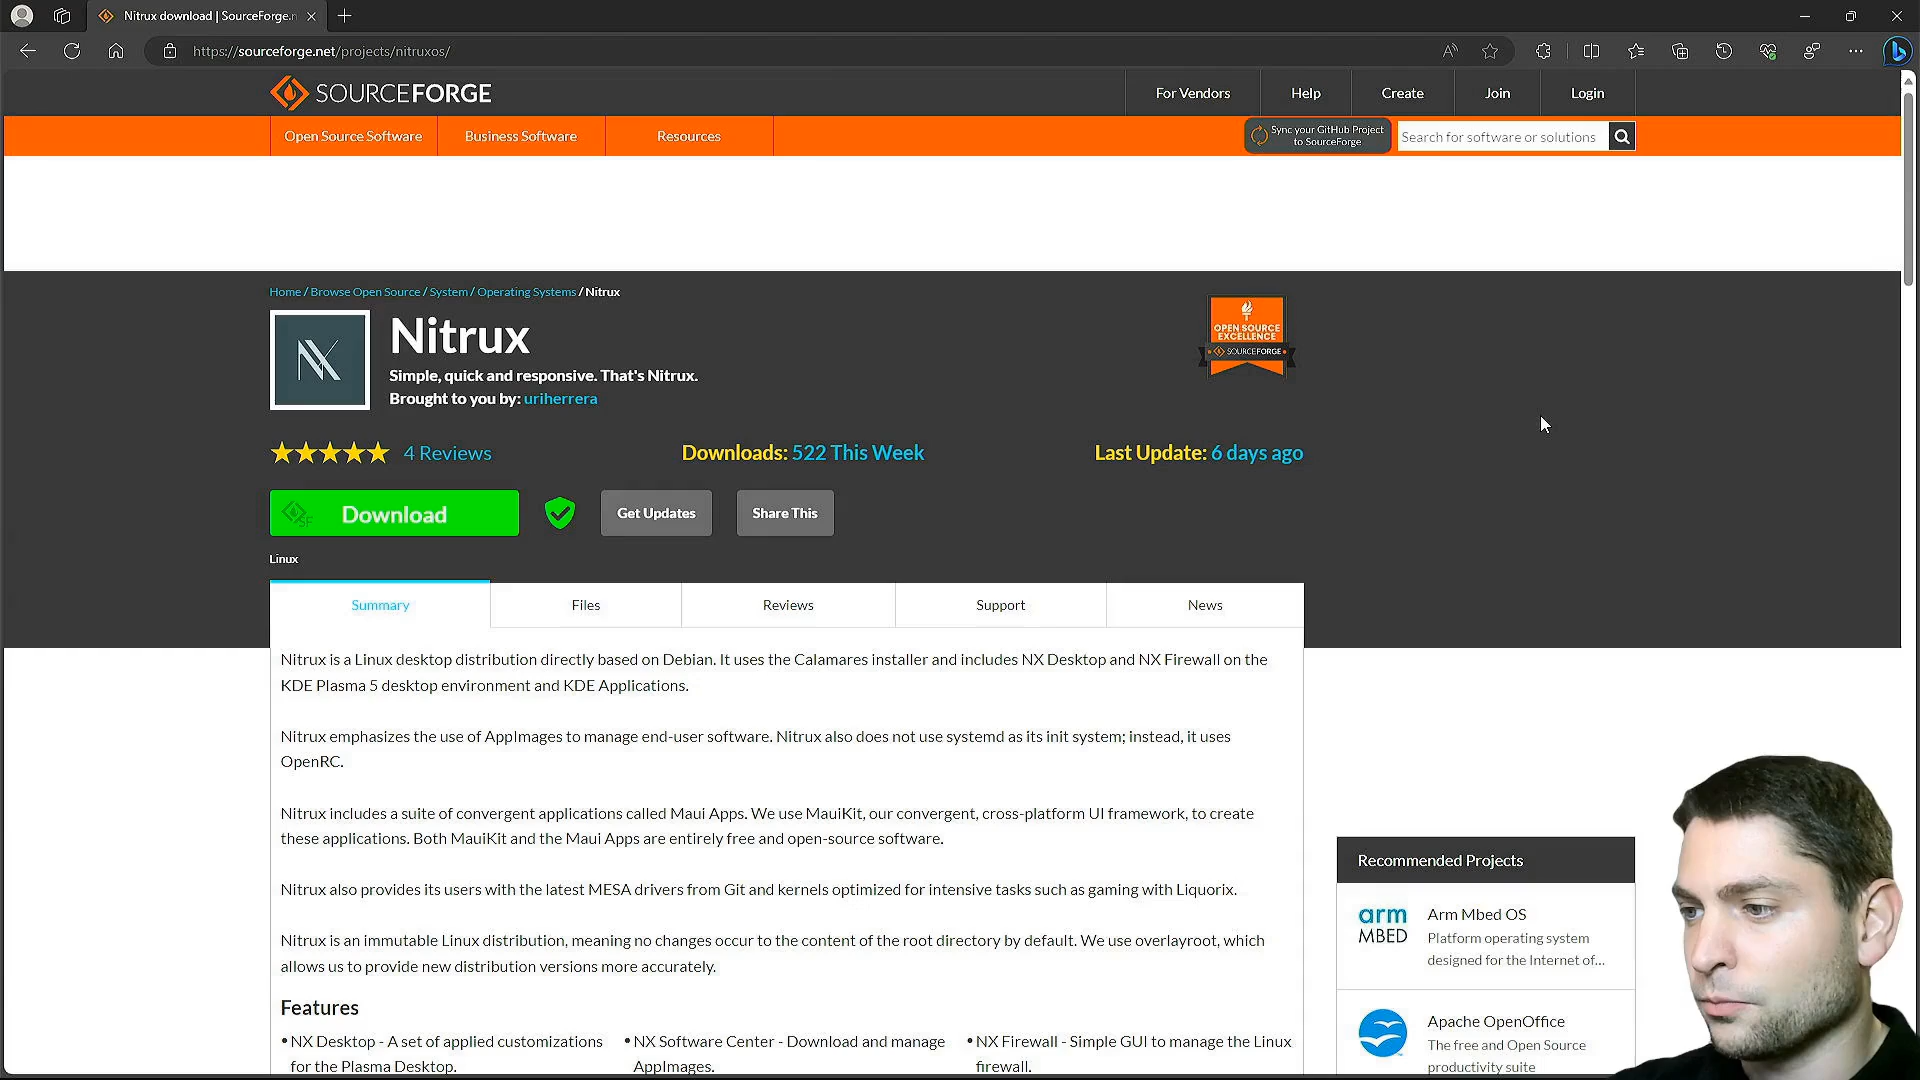 Nitrux download | SourceForge.n
https://sourceforge.net/projects/nitruxos/
SOURCEFORGE
For Vendors
Help
Create
Join
Login
Open Source Software
Business Software
Resources
Sync your GitHub Project
to SourceForge
Search for software or solutions
Home / Browse Open Source / System / Operating Systems / Nitrux
Nitrux
Simple, quick and responsive. That's Nitrux.
Brought to you by: uriherrera
OPEN SOURCE
EXCELLENCE
SOURCEFORGE
4 Reviews
Downloads: 522 This Week
Last Update: 6 days ago
SF
Download
Get Updates
Share This
Linux
Summary
Files
Reviews
Support
News
Nitrux is a Linux desktop distribution directly based on Debian. It uses the Calamares installer and includes NX Desktop and NX Firewall on the
KDE Plasma 5 desktop environment and KDE Applications.
Nitrux emphasizes the use of AppImages to manage end-user software. Nitrux also does not use systemd as its init system; instead, it uses
OpenRC.
Nitrux includes a suite of convergent applications called Maui Apps. We use MauiKit, our convergent, cross-platform UI framework, to create
these applications. Both MauiKit and the Maui Apps are entirely free and open-source software.
Nitrux also provides its users with the latest MESA drivers from Git and kernels optimized for intensive tasks such as gaming with Liquorix.
Nitrux is an immutable Linux distribution, meaning no changes occur to the content of the root directory by default. We use overlayroot, which
allows us to provide new distribution versions more accurately.
Features
• NX Desktop - A set of applied customizations
for the Plasma Desktop.
• NX Software Center - Download and manage
AppImages.
• NX Firewall - Simple GUI to manage the Linux
firewall.
Recommended Projects
arm
MBED
Arm Mbed OS
Platform operating system
designed for the Internet of...
Apache OpenOffice
The free and Open Source
productivity suite